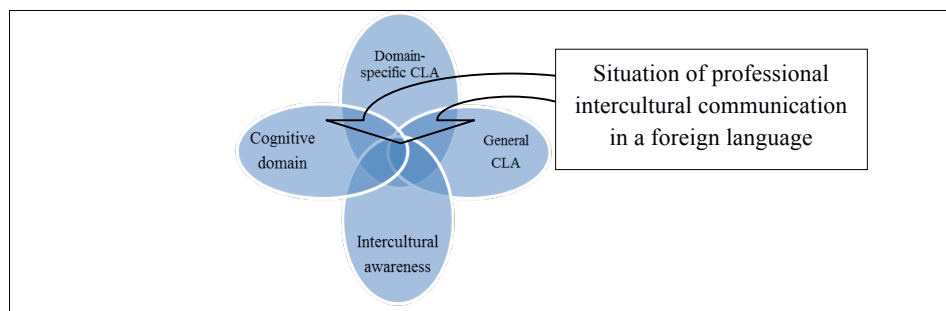 Domain-
specific CLA
Situation of professional
intercultural communication
in a foreign language
Cognitive
domain
General
CLA
Intercultural
awareness